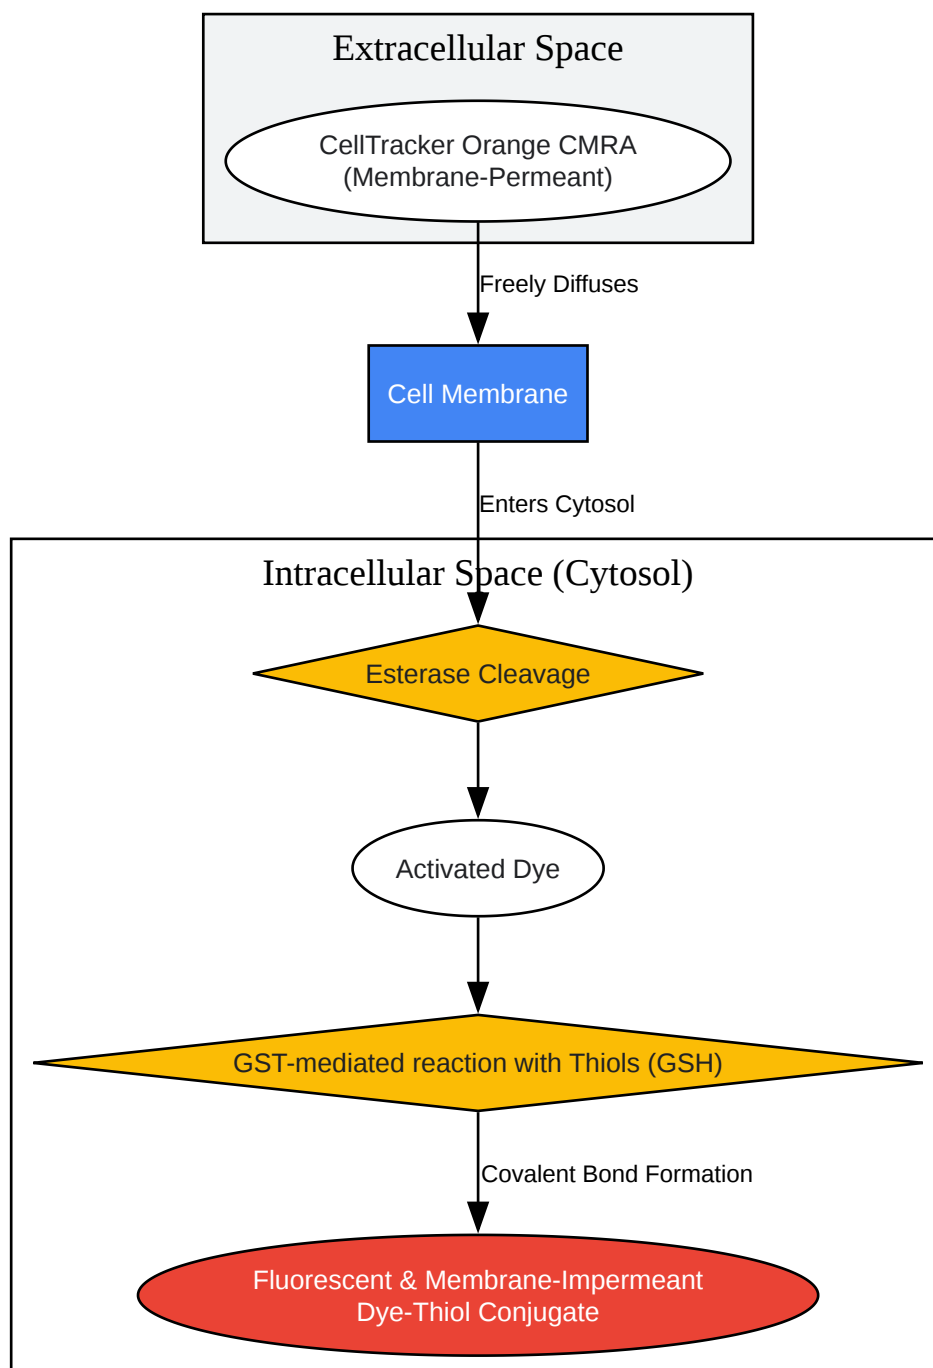 Extracellular Space
CellTracker Orange CMRA
(Membrane-Permeant)
Freely Diffuses
Cell Membrane
Enters Cytosol
Intracellular Space (Cytosol)
Esterase Cleavage
Activated Dye
GST-mediated reaction with Thiols (GSH)
Covalent Bond Formation
Fluorescent & Membrane-Impermeant
Dye-Thiol Conjugate